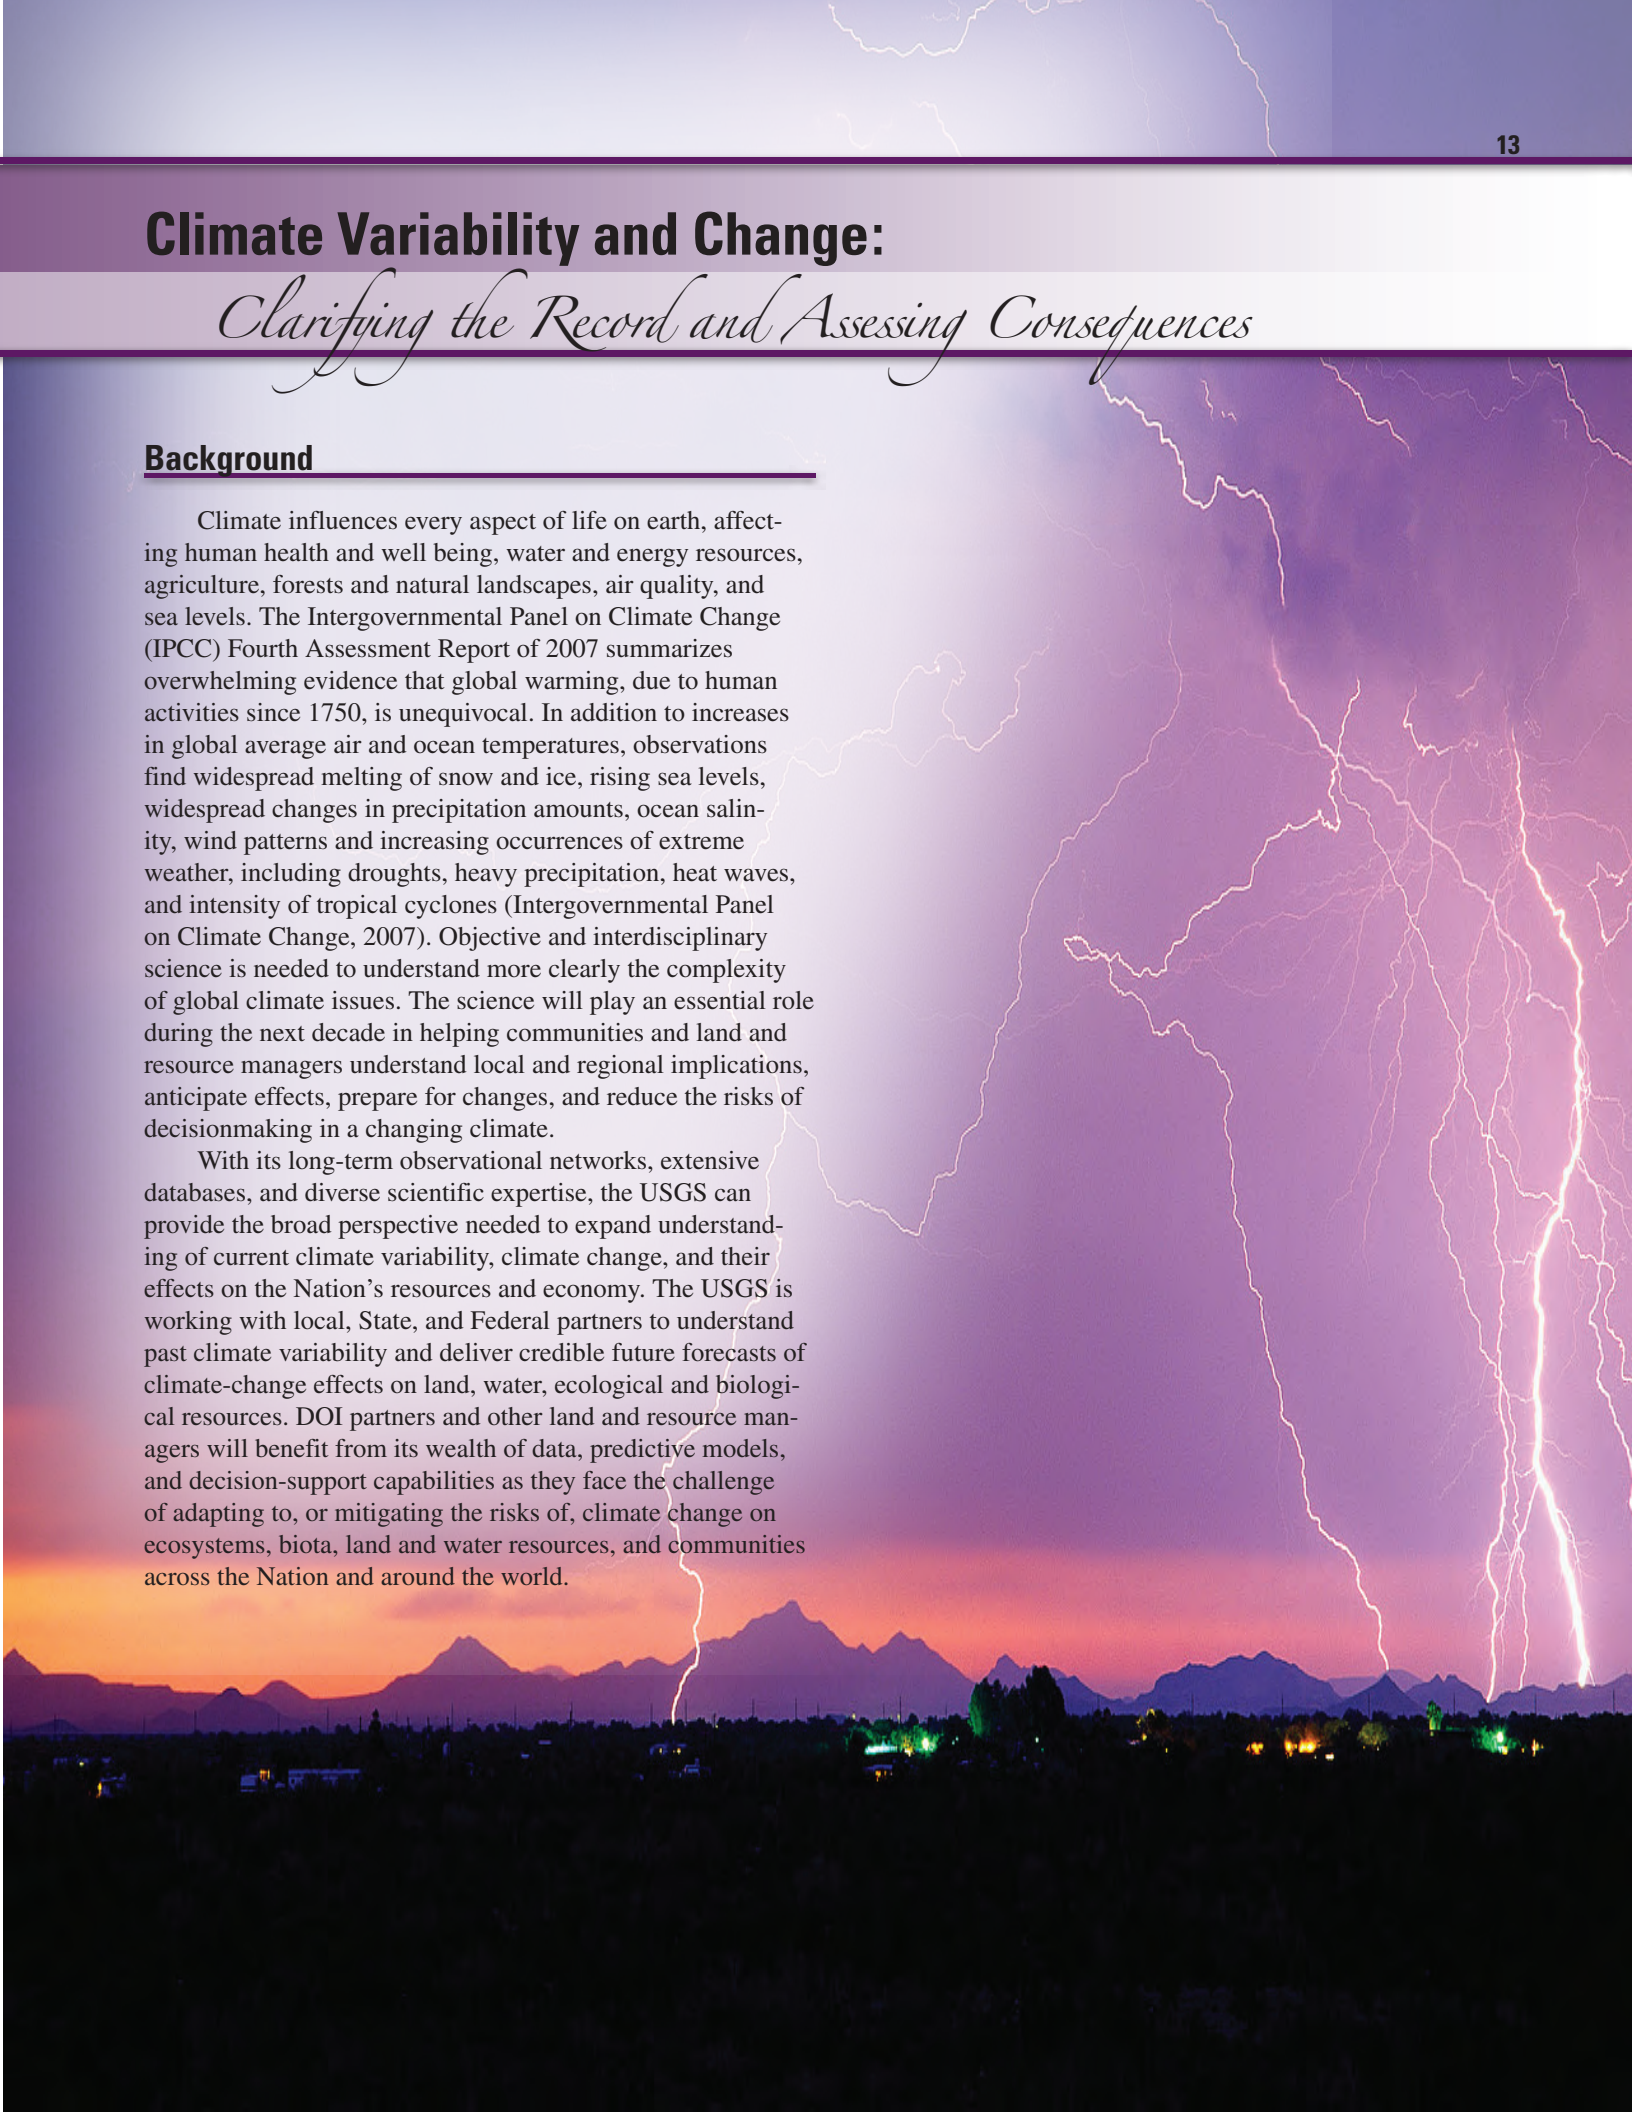 13
Climate Variability and Change:
Clarifying the Record and Assessing Consequences
Background
Climate influences every aspect of life on earth, affect-
ing human health and well being, water and energy resources,
agriculture, forests and natural landscapes, air quality, and
sea levels. The Intergovernmental Panel on Climate Change
(IPCC) Fourth Assessment Report of 2007 summarizes
overwhelming evidence that global warming, due to human
activities since 1750, is unequivocal. In addition to increases
in global average air and ocean temperatures, observations
find widespread melting of snow and ice, rising sea levels,
widespread changes in precipitation amounts, ocean salin-
ity, wind patterns and increasing occurrences of extreme
weather, including droughts, heavy precipitation, heat waves,
and intensity of tropical cyclones (Intergovernmental Panel
on Climate Change, 2007). Objective and interdisciplinary
science is needed to understand more clearly the complexity
of global climate issues. The science will play an essential role
during the next decade in helping communities and land and
resource managers understand local and regional implications,
anticipate effects, prepare for changes, and reduce the risks of
decisionmaking in a changing climate.
With its long-term observational networks, extensive
databases, and diverse scientific expertise, the USGS can
provide the broad perspective needed to expand understand-
ing of current climate variability, climate change, and their
effects on the Nation’s resources and economy. The USGS is
working with local, State, and Federal partners to understand
past climate variability and deliver credible future forecasts of
climate-change effects on land, water, ecological and biologi-
cal resources. DOI partners and other land and resource man-
agers will benefit from its wealth of data, predictive models,
and decision-support capabilities as they face the challenge
of adapting to, or mitigating the risks of, climate change on
ecosystems, biota, land and water resources, and communities
across the Nation and around the world.